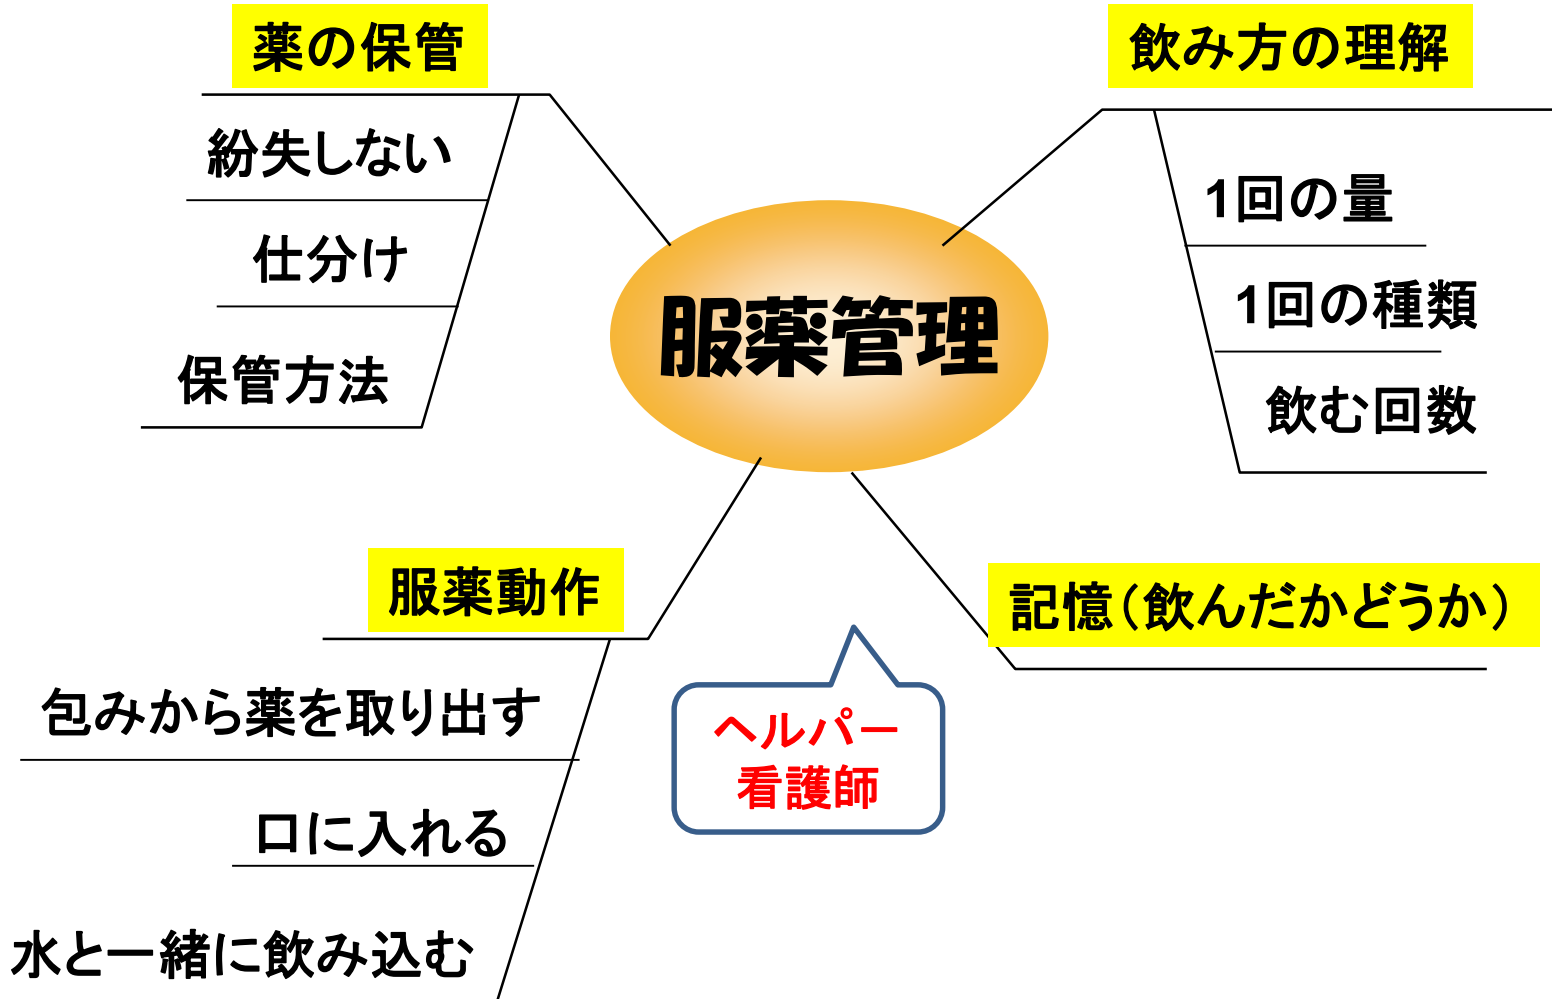 薬の保管
紛失しない
仕分け
保管方法
飲み方の理解
1回の量
1回の種類
飲む回数
服薬管理
服薬動作
包みから薬を取り出す
口に入れる
水と一緒に飲み込む
記憶（飲んだかどうか）
ヘルパー
看護師